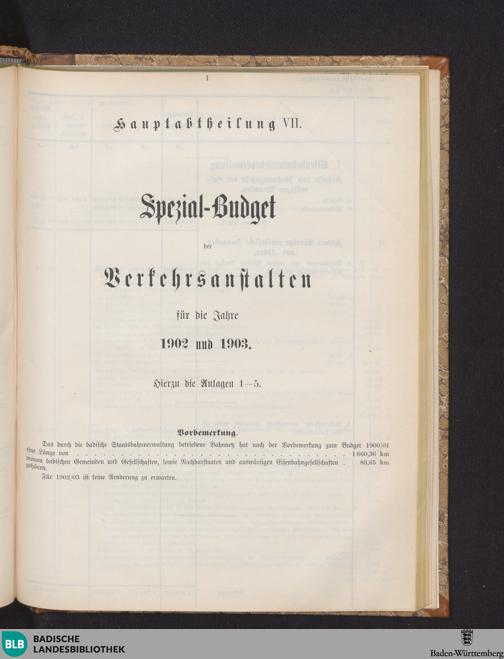 1
Hauptabtheilung VII.
Spezial-Budget
der
Verkehrsanstalten
für die Jahre
1902 und 1903.
Hierzu die Anlagen 1—5.
Vorbemerkung.
Das durch die badische Staatsbahnverwaltung betriebene Bahnnetz hat nach der Vorbemerkung zum Budget 1900/01
eine Länge von . . . . . . . . . . . . . . . . . . . . . . . . . . . . . . 1 660,36 km
wovon badischen Gemeinden und Gesellschaften, sowie Nachbarstaaten und auswärtigen Eisenbahngesellschaften . 83,65 km
gehören.
Für 1902/03 ist keine Aenderung zu erwarten.
BLB
BADISCHE
LANDESBIBLIOTHEK
Baden-Württemberg